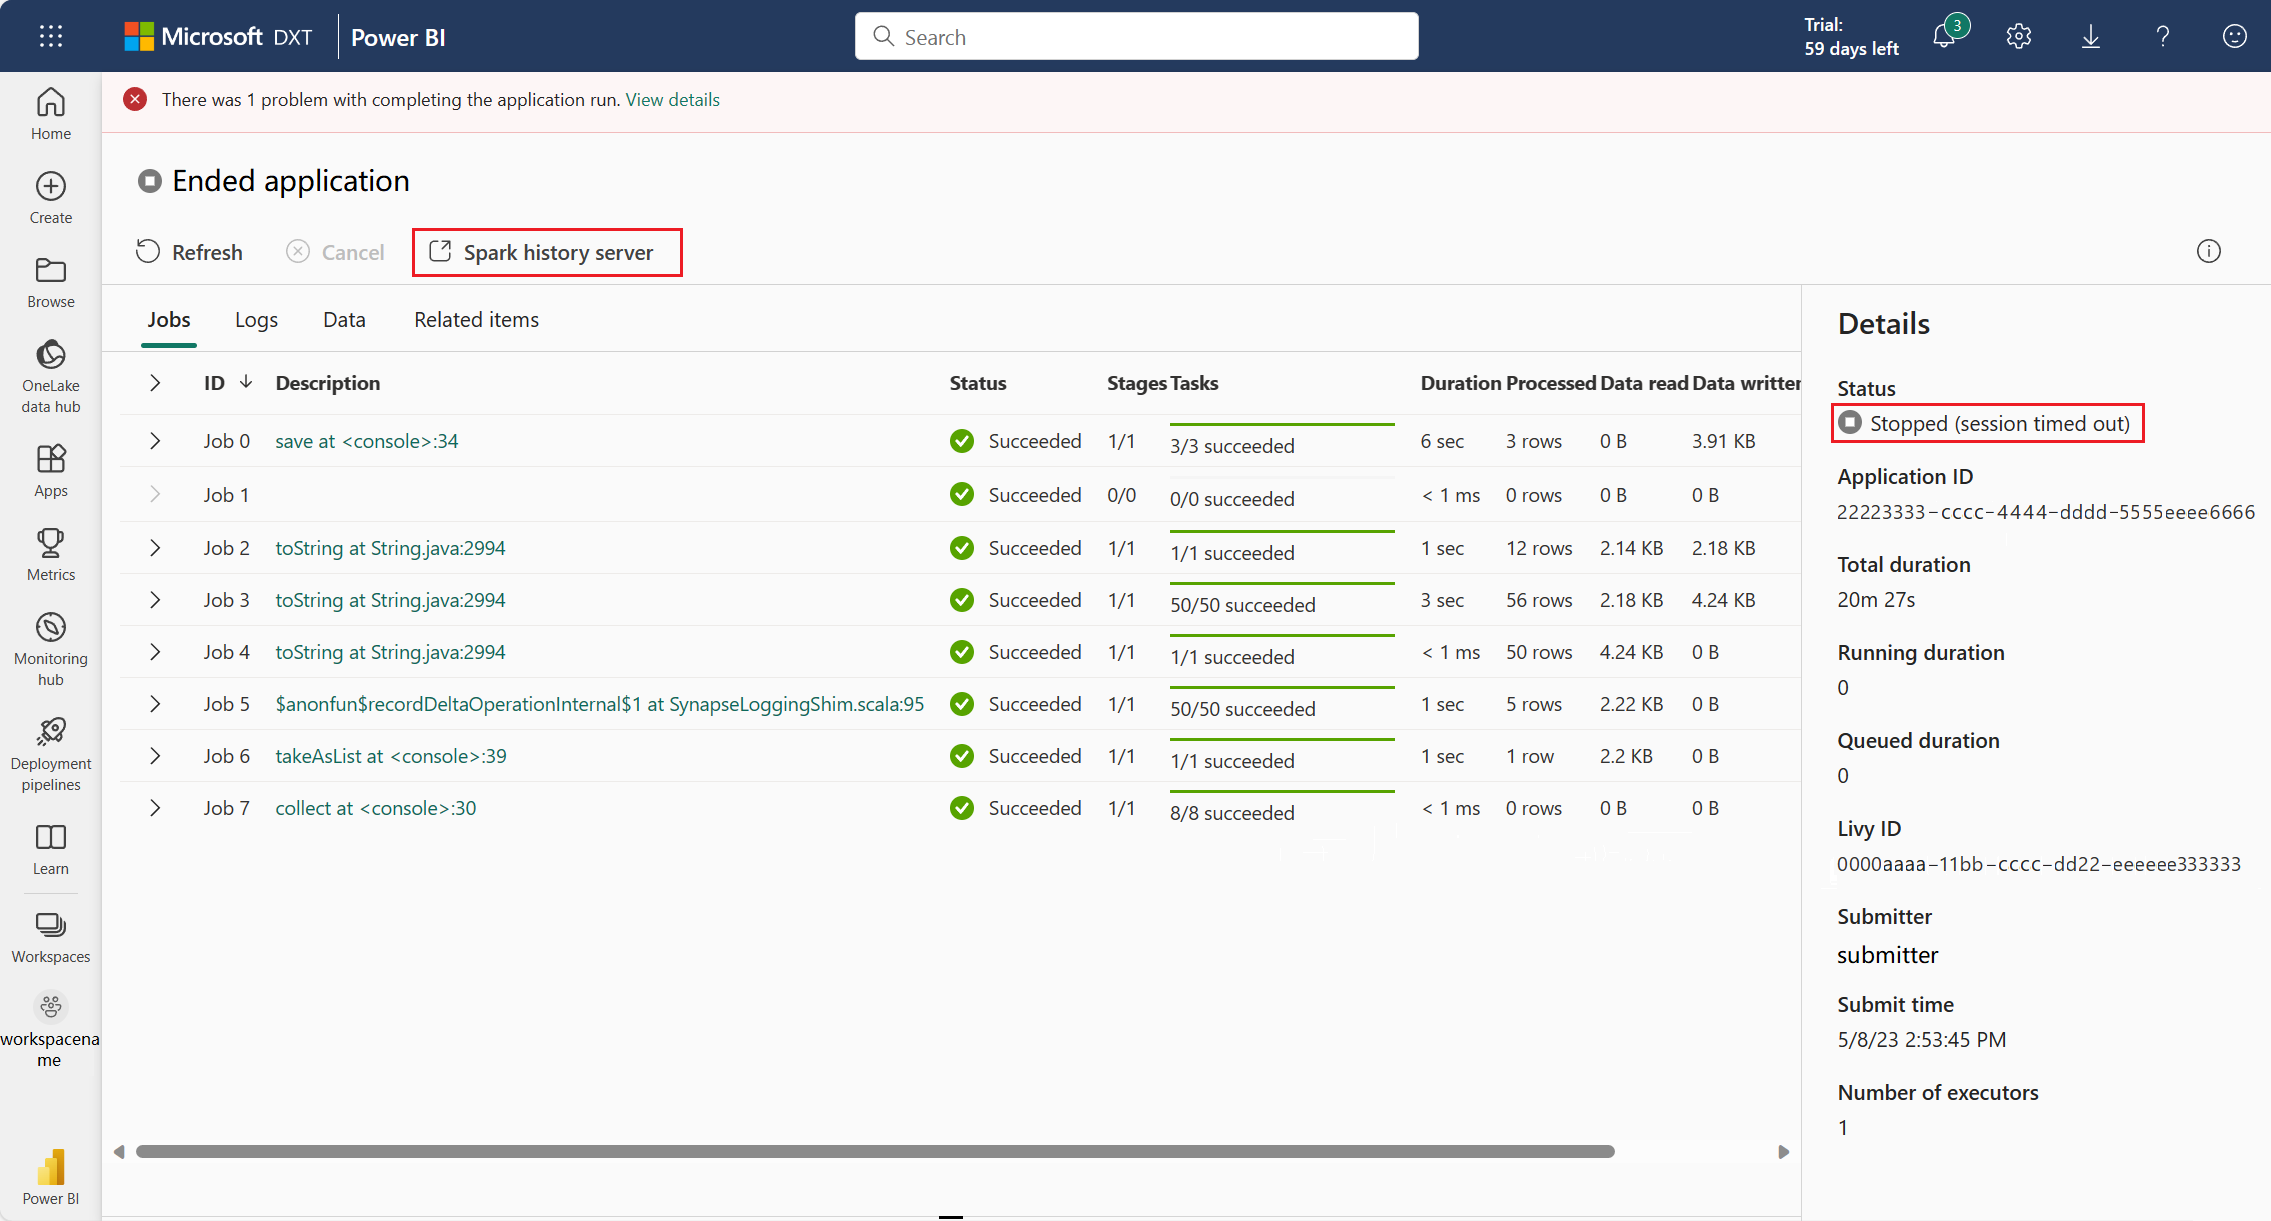 Microsoft DXT Power BI
Search
Trial:
59 days left
3
Home
Create
Browse
OneLake
data hub
Apps
Metrics
Monitoring
hub
Deployment
pipelines
Learn
Workspaces
workspacena
me
Power BI
There was 1 problem with completing the application run. View details
Ended application
Refresh Cancel Spark history server
Jobs Logs Data Related items
ID Description Status Stages Tasks Duration Processed Data read Data written
Job 0 save at <console>:34 Succeeded 1/1 3/3 succeeded 6 sec 3 rows 0 B 3.91 KB
Job 1 Succeeded 0/0 0/0 succeeded < 1 ms 0 rows 0 B 0 B
Job 2 toString at String.java:2994 Succeeded 1/1 1/1 succeeded 1 sec 12 rows 2.14 KB 2.18 KB
Job 3 toString at String.java:2994 Succeeded 1/1 50/50 succeeded 3 sec 56 rows 2.18 KB 4.24 KB
Job 4 toString at String.java:2994 Succeeded 1/1 1/1 succeeded < 1 ms 50 rows 4.24 KB 0 B
Job 5 $anonfun$recordDeltaOperationInternal$1 at SynapseLoggingShim.scala:95 Succeeded 1/1 50/50 succeeded 1 sec 5 rows 2.22 KB 0 B
Job 6 takeAsList at <console>:39 Succeeded 1/1 1/1 succeeded 1 sec 1 row 2.2 KB 0 B
Job 7 collect at <console>:30 Succeeded 1/1 8/8 succeeded < 1 ms 0 rows 0 B 0 B
Details
Status
Stopped (session timed out)
Application ID
22223333-cccc-4444-dddd-5555eeee6666
Total duration
20m 27s
Running duration
0
Queued duration
0
Livy ID
0000aaaa-11bb-cccc-dd22-eeeeee333333
Submitter
submitter
Submit time
5/8/23 2:53:45 PM
Number of executors
1